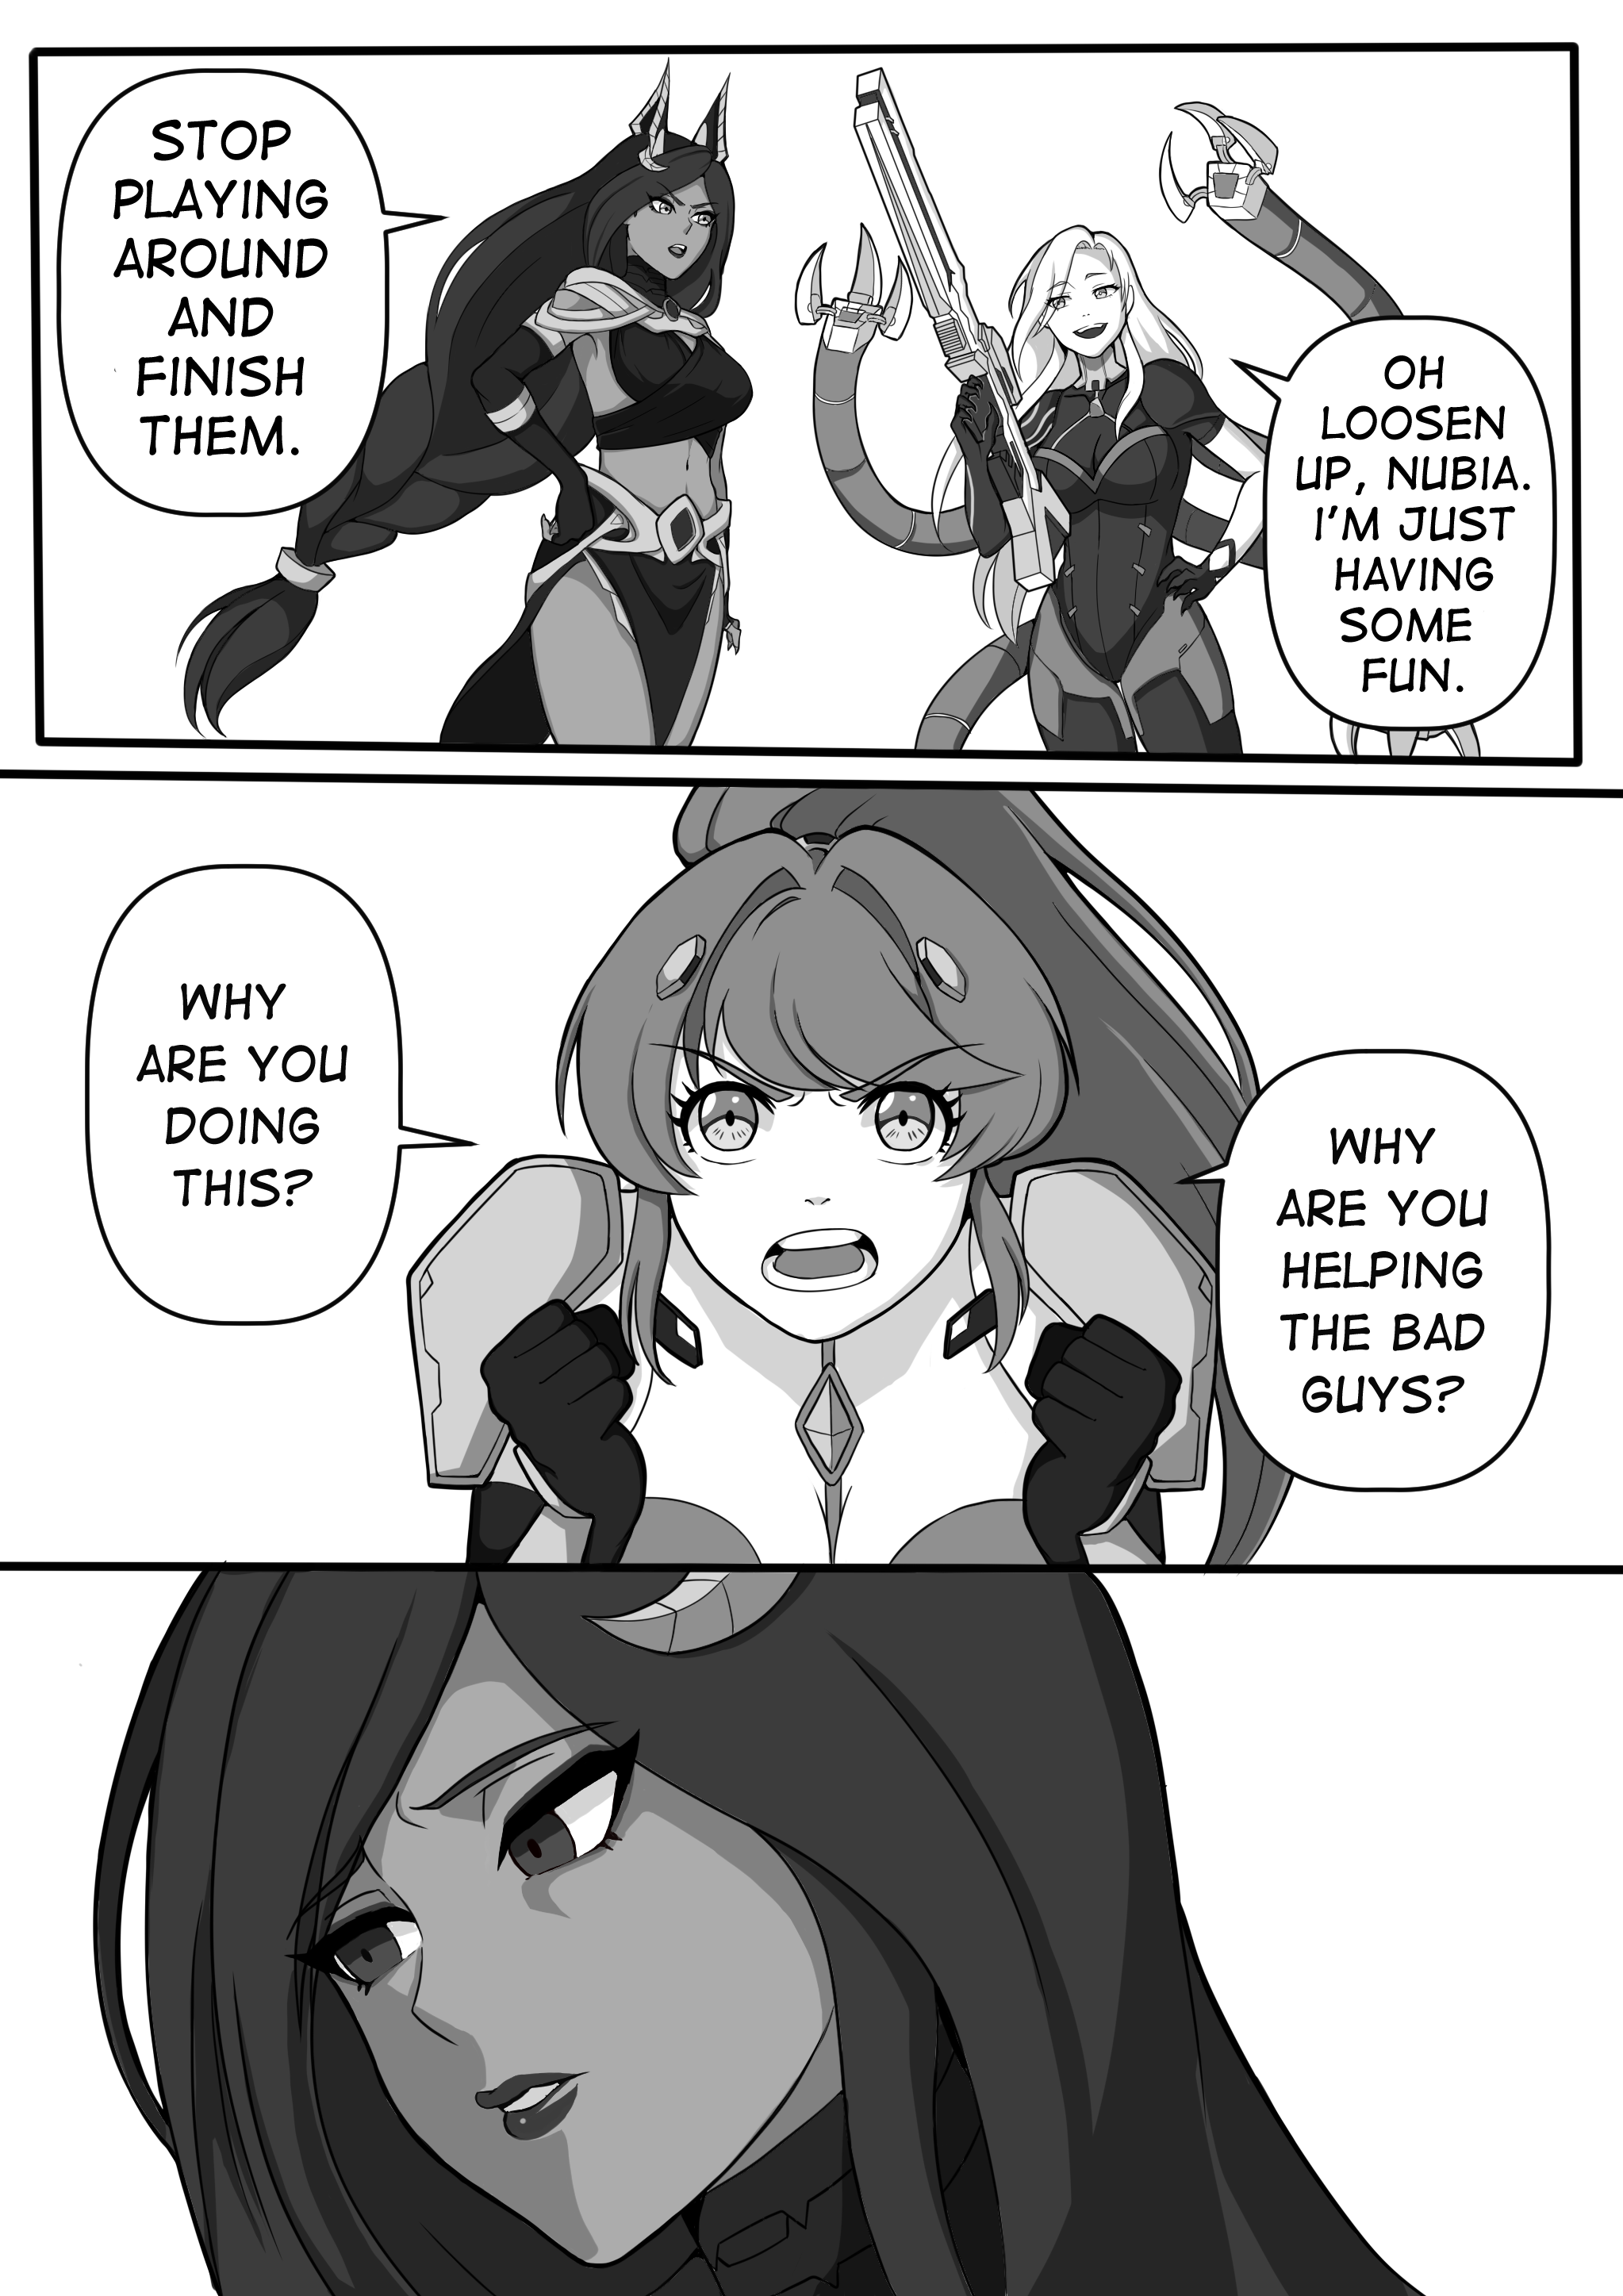 STOP
PLAYING
AROUND
AND
FINISH
THEM.
OH
LOOSEN
UP, NUBIA.
I'M JUST
HAVING
SOME
FUN.
WHY
ARE YOU
DOING
THIS?
WHY
ARE YOU
HELPING
THE BAD
GUYS?